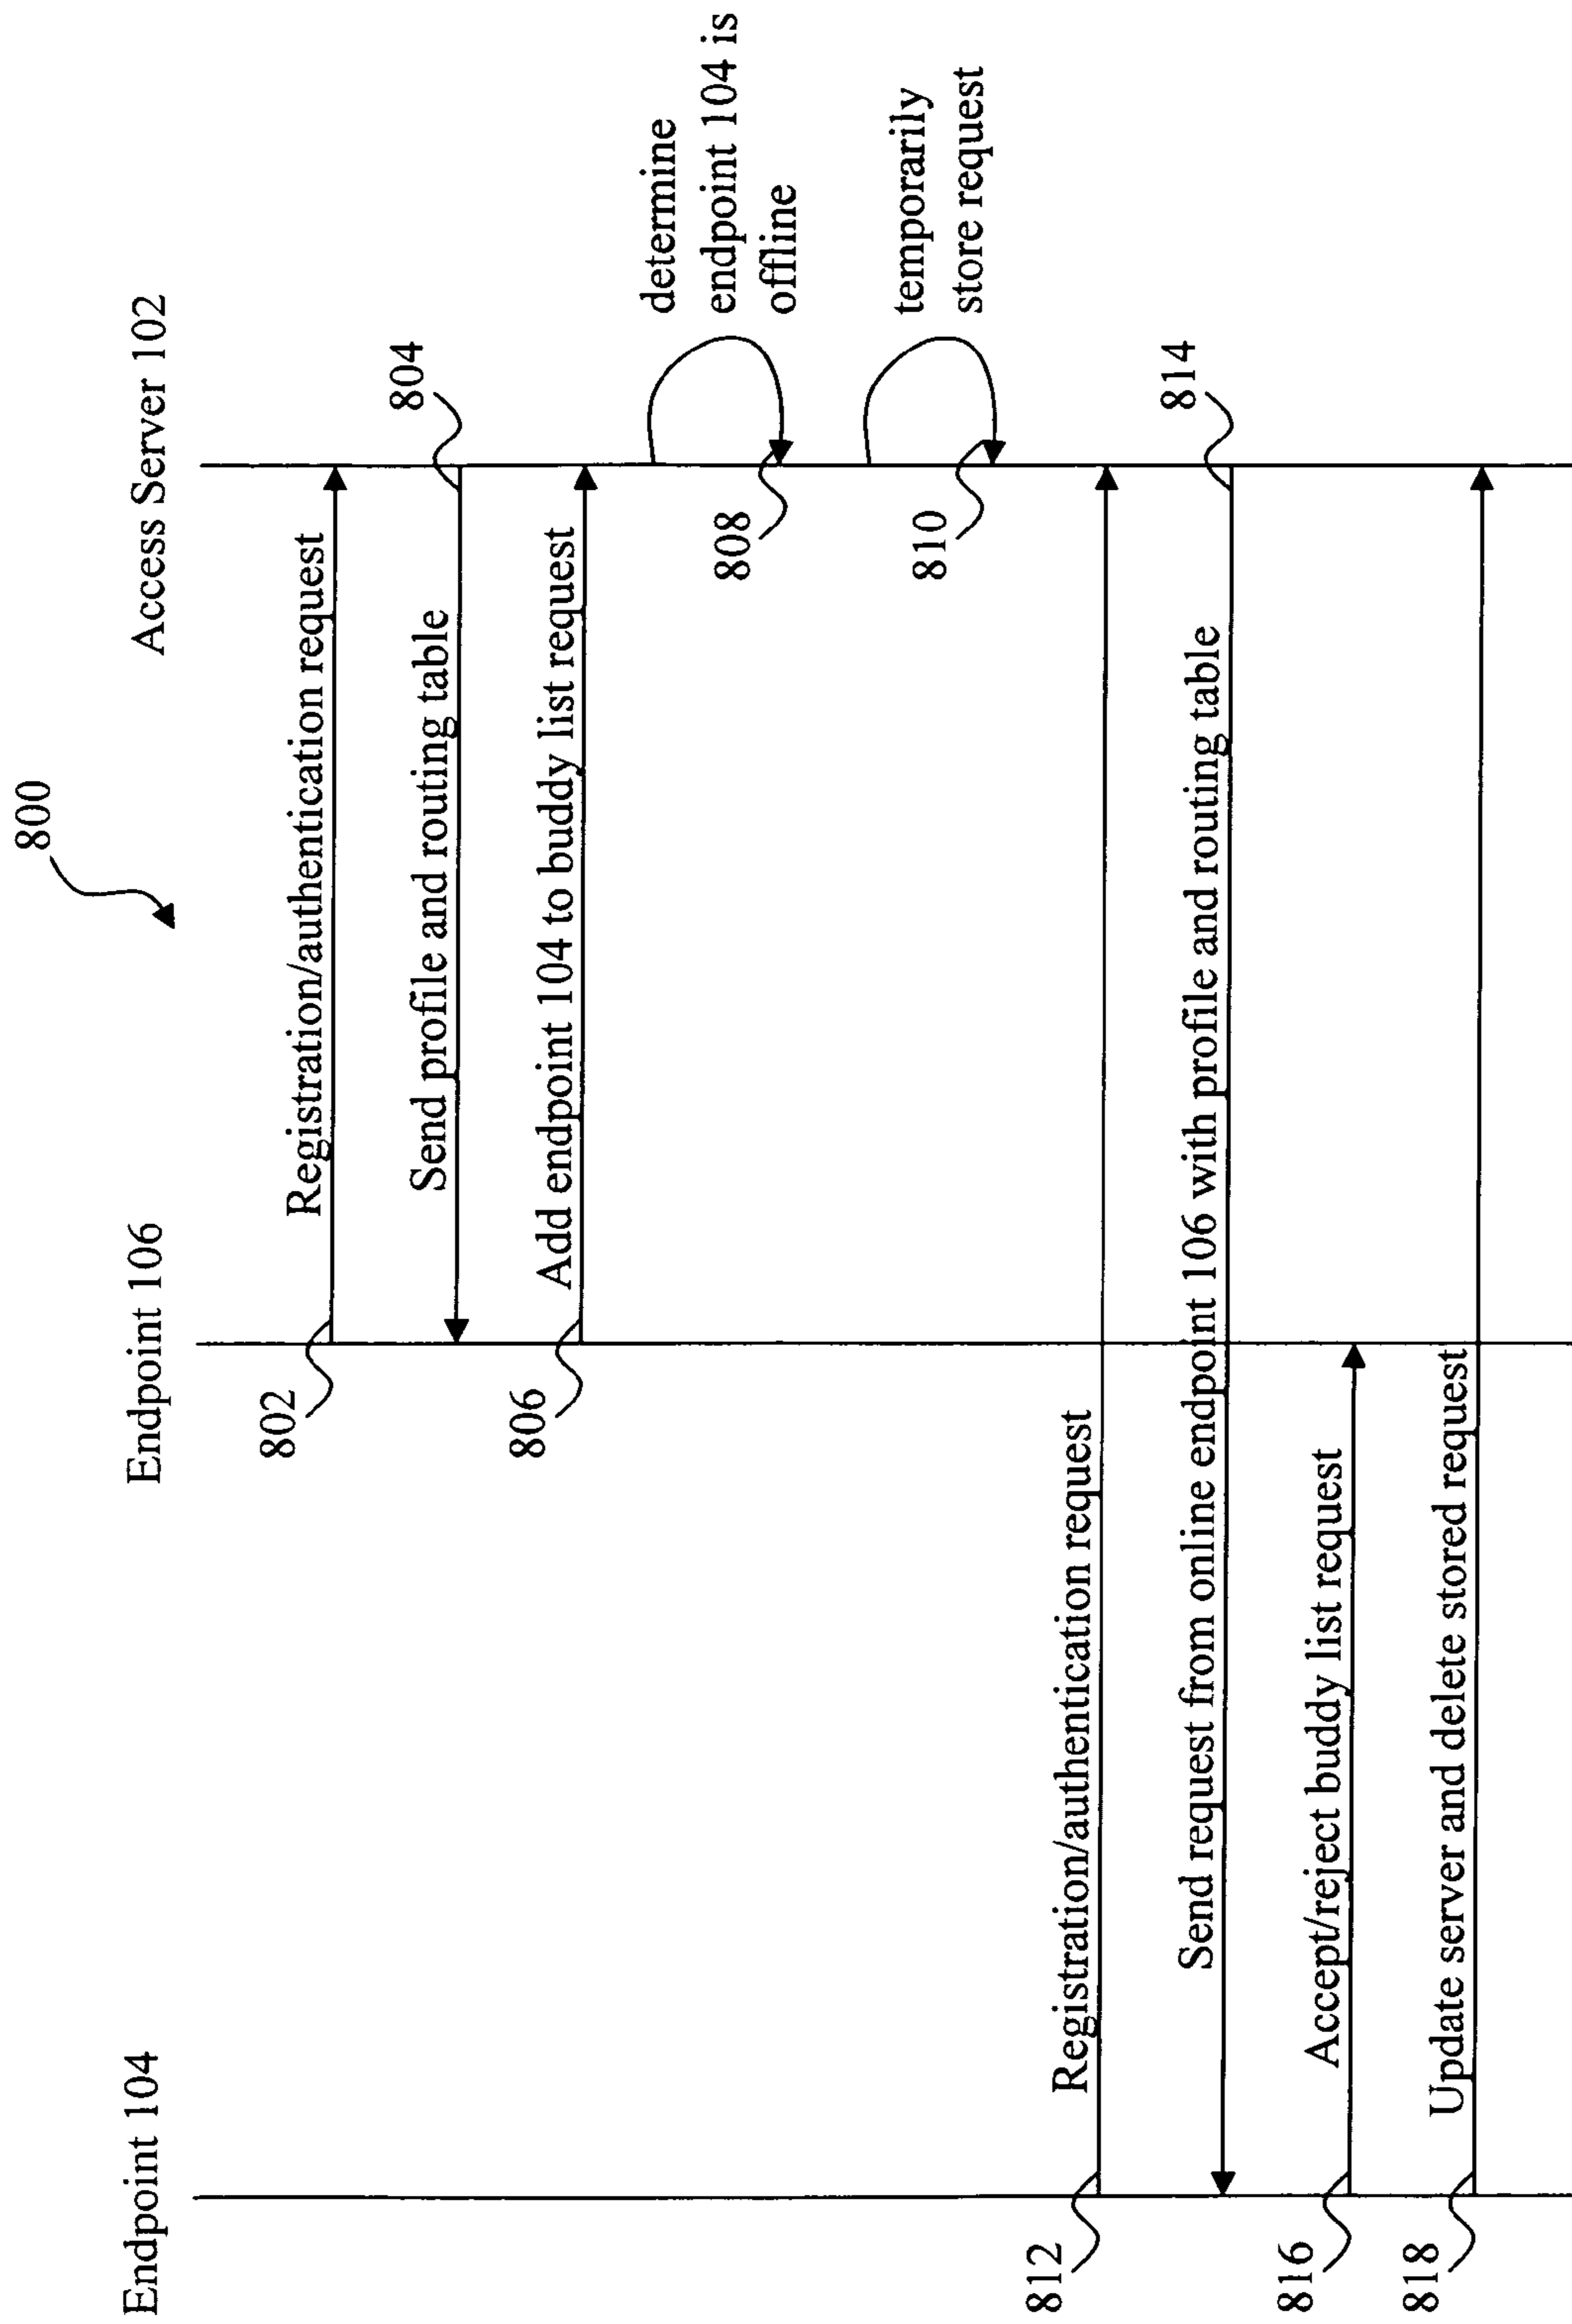 800
Endpoint 104
Endpoint 106
Access Server 102
802
Registration/authentication request
Send profile and routing table
804
806
Add endpoint 104 to buddy list request
determine
endpoint 104 is
offline
808
temporarily
store request
810
812
Registration/authentication request
Send request from online endpoint 106 with profile and routing table
814
816
Accept/reject buddy list request
818
Update server and delete stored request